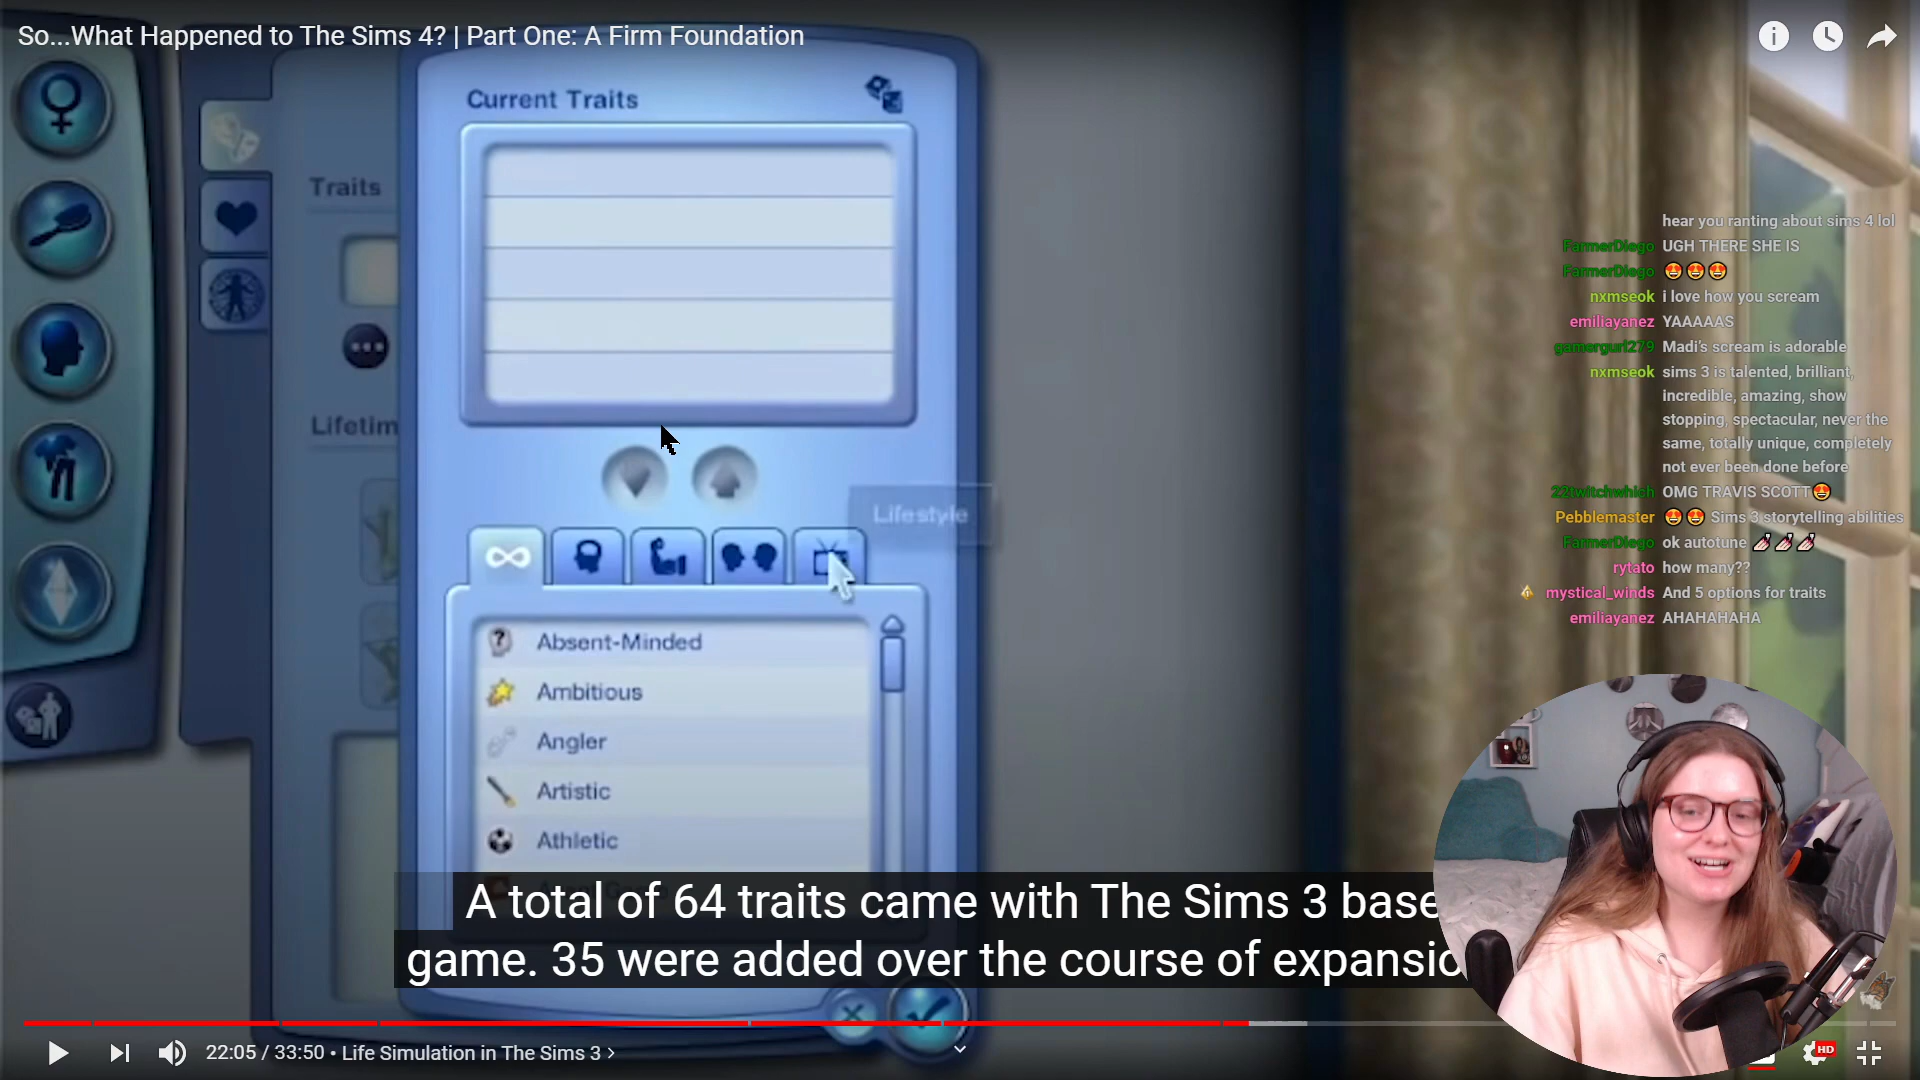 So...What Happened to The Sims 4? | Part One: A Firm Foundation
Current Traits
Traits
Lifetim
Lifestyle
Absent-Minded
Ambitious
Angler
Artistic
Athletic
A total of 64 traits came with The Sims 3 base
game. 35 were added over the course of expansio
22:05 / 33:50 • Life Simulation in The Sims 3 >
HD
hear you ranting about sims 4 lol
FarmerDiego UGH THERE SHE IS
FarmerDiego 😍😍😍
nxmseok i love how you scream
emiliayanez YAAAAAS
gamergurl279 Madi's scream is adorable
nxmseok sims 3 is talented, brilliant,
incredible, amazing, show
stopping, spectacular, never the
same, totally unique, completely
not ever been done before
22twitchwhich OMG TRAVIS SCOTT😍
Pebblemaster 😍😍 Sims 3 storytelling abilities
FarmerDiego ok autotune 💅🏻💅🏻💅🏻
rytato how many??
mystical_winds And 5 options for traits
emiliayanez AHAHAHAHA